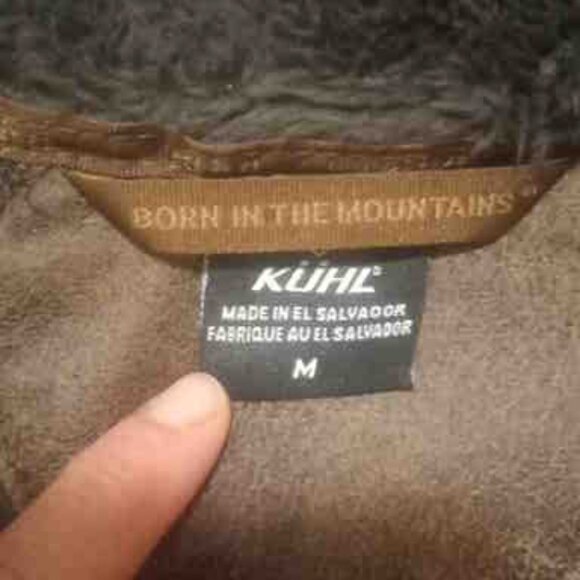 BORN IN THE MOUNTAINS
KÜHL®
MADE IN EL SALVADOR
FABRIQUE AU EL SALVADOR
M